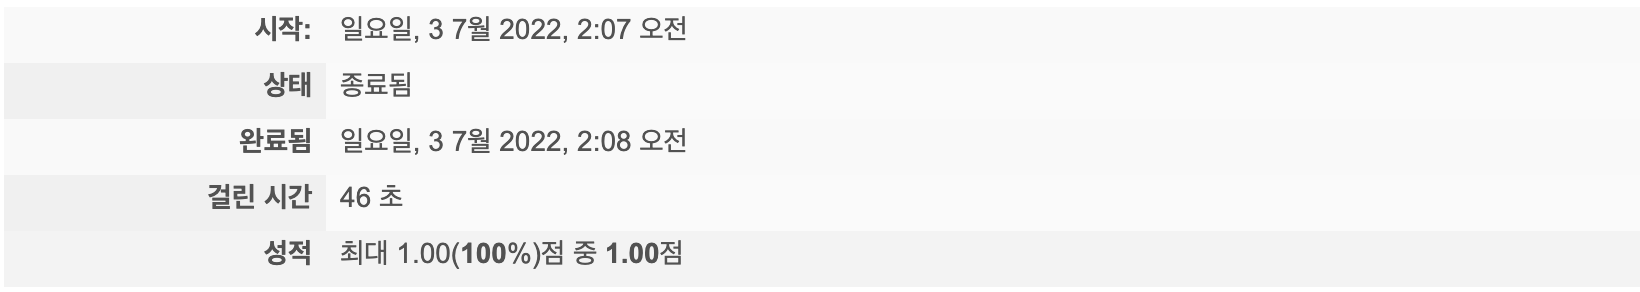 시작: 일요일, 3 7월 2022, 2:07 오전
상태 종료됨
완료됨 일요일, 3 7월 2022, 2:08 오전
걸린 시간 46 초
성적 최대 1.00(100%)점 중 1.00점